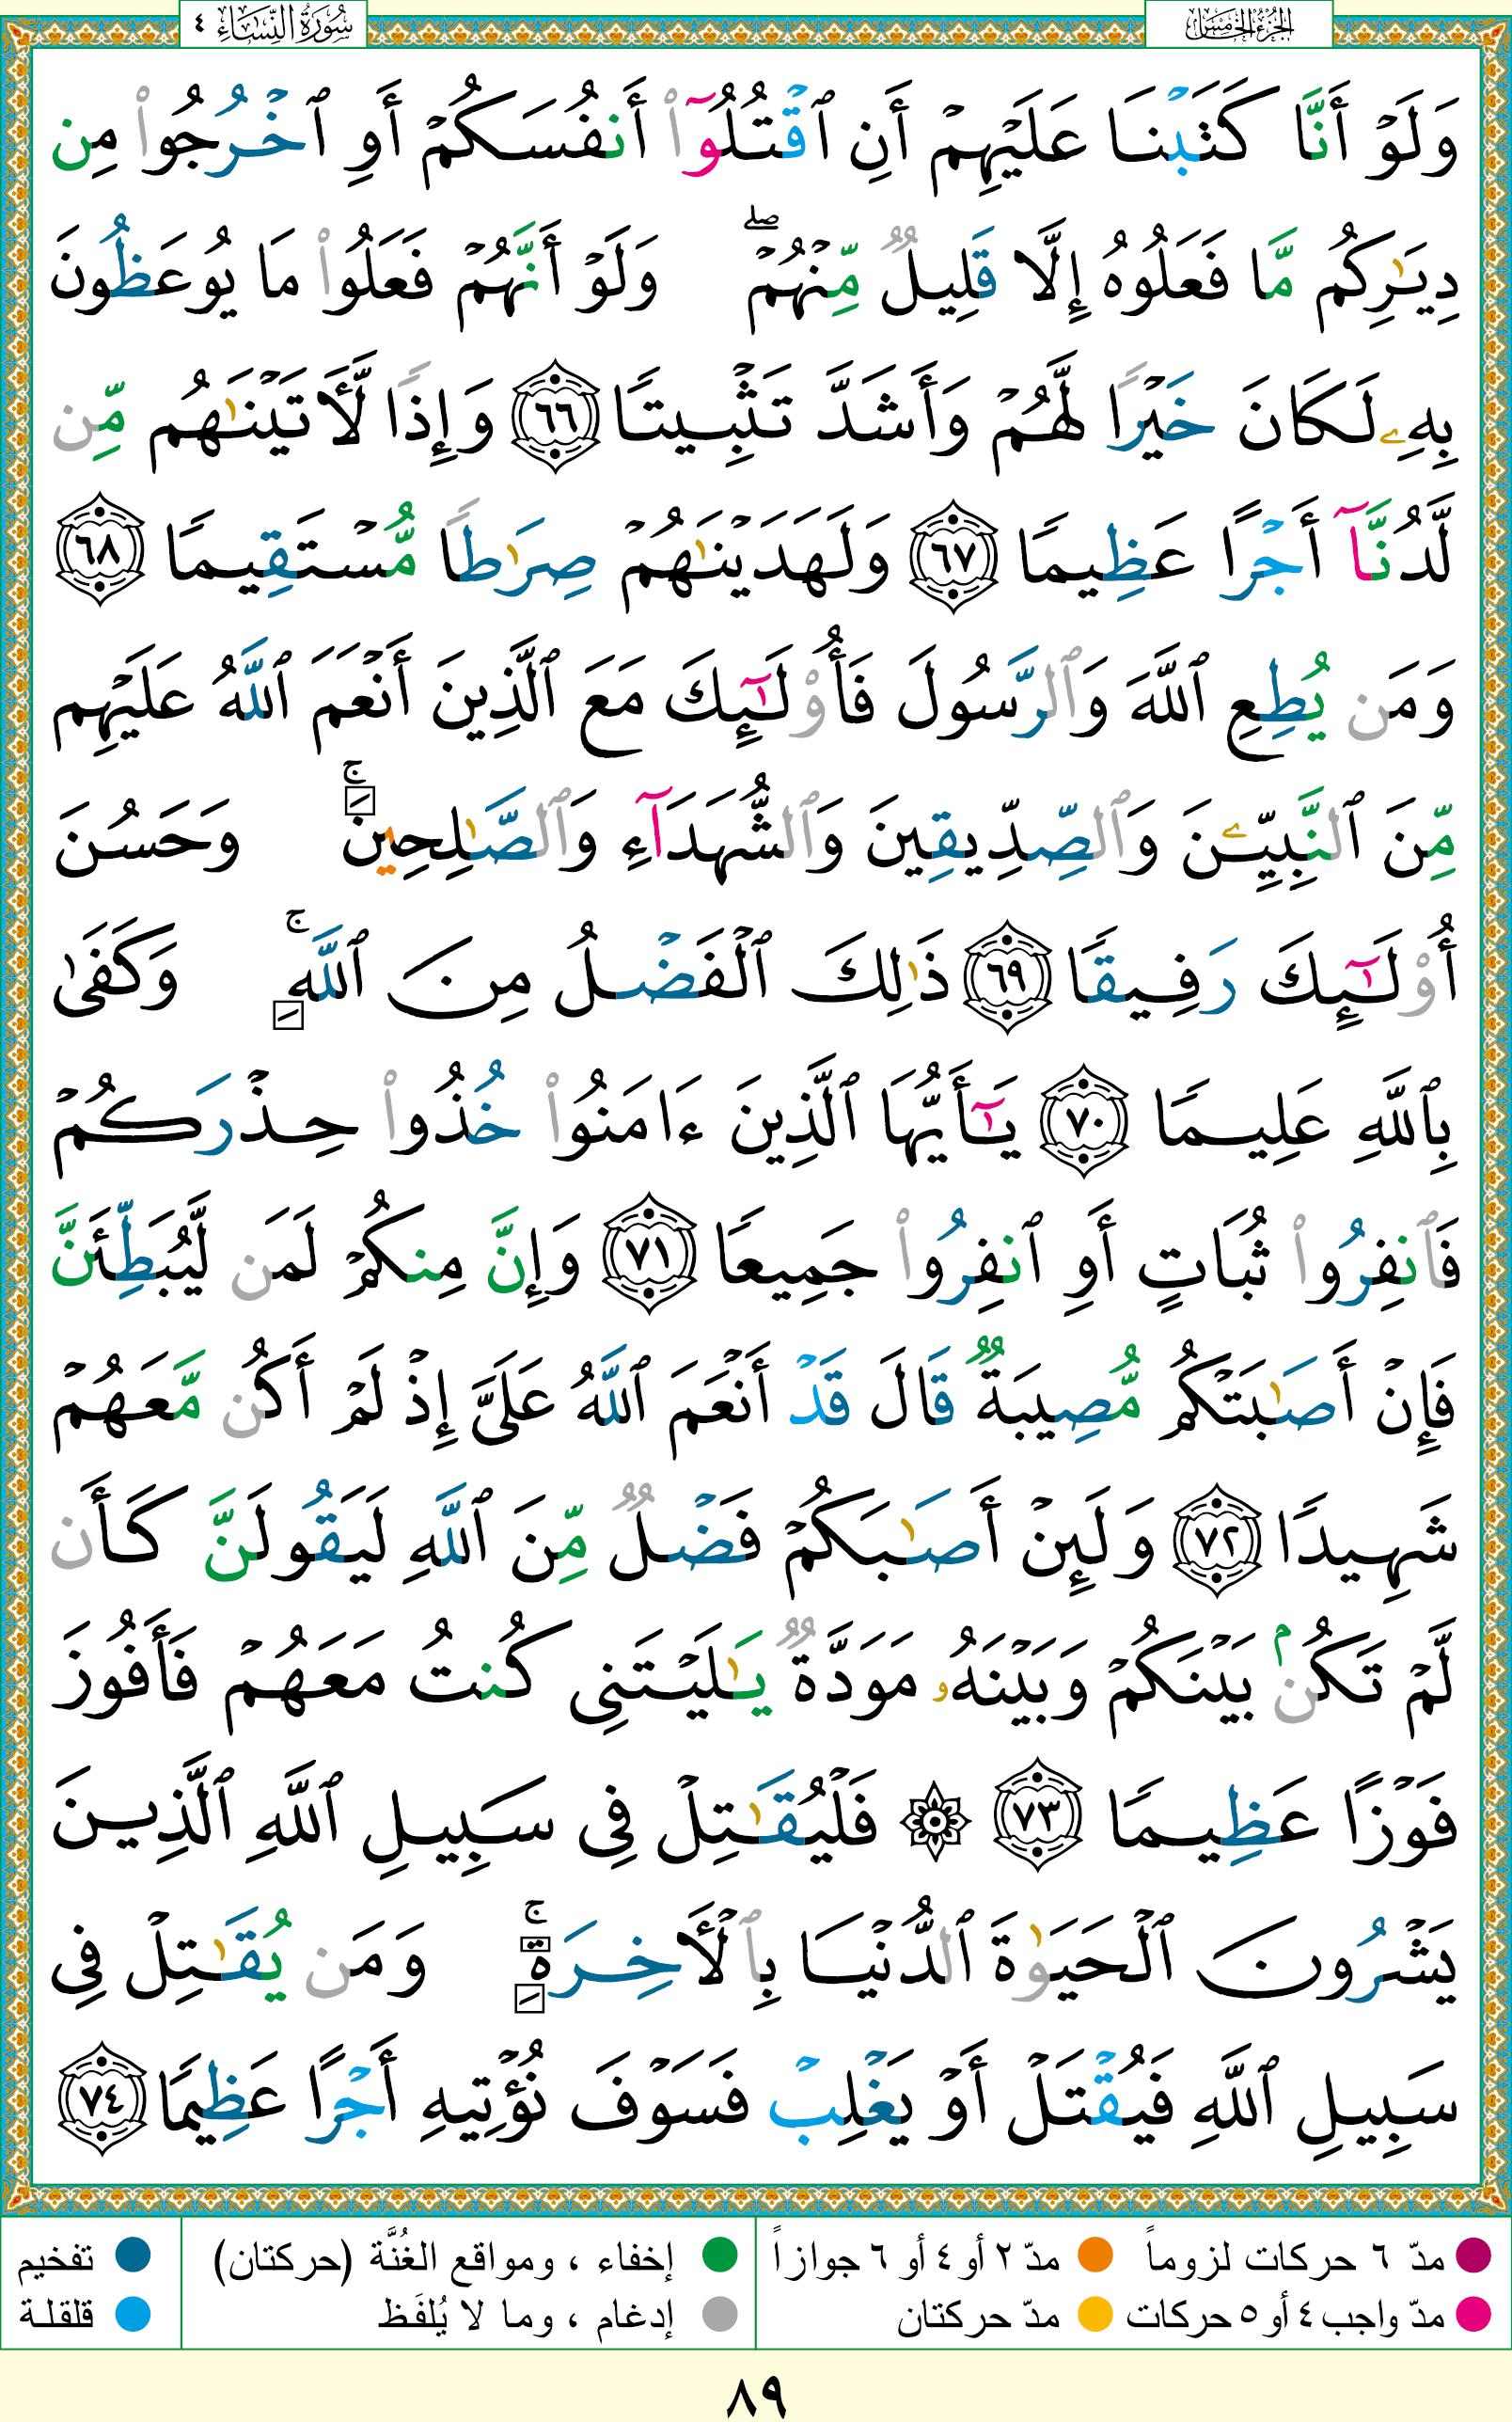 الجزء الخامس
سورة النساء ٤
وَلَوۡ أَنَّا كَتَبۡنَا عَلَيۡهِمۡ أَنِ ٱقۡتُلُوٓاْ أَنفُسَكُمۡ أَوِ ٱخۡرُجُواْ مِن
دِيَٰرِكُم مَّا فَعَلُوهُ إِلَّا قَلِيلٞ مِّنۡهُمۡۖ وَلَوۡ أَنَّهُمۡ فَعَلُواْ مَا يُوعَظُونَ
بِهِۦ لَكَانَ خَيۡرٗا لَّهُمۡ وَأَشَدَّ تَثۡبِيتٗا ٦٦ وَإِذٗا لَّأٓتَيۡنَٰهُم مِّن
لَّدُنَّآ أَجۡرًا عَظِيمٗا ٦٧ وَلَهَدَيۡنَٰهُمۡ صِرَٰطٗا مُّسۡتَقِيمٗا ٦٨
وَمَن يُطِعِ ٱللَّهَ وَٱلرَّسُولَ فَأُوْلَٰٓئِكَ مَعَ ٱلَّذِينَ أَنۡعَمَ ٱللَّهُ عَلَيۡهِم
مِّنَ ٱلنَّبِيِّـۧنَ وَٱلصِّدِّيقِينَ وَٱلشُّهَدَآءِ وَٱلصَّٰلِحِينَۚ وَحَسُنَ
أُوْلَٰٓئِكَ رَفِيقٗا ٦٩ ذَٰلِكَ ٱلۡفَضۡلُ مِنَ ٱللَّهِۚ وَكَفَىٰ
بِٱللَّهِ عَلِيمٗا ٧٠ يَٰٓأَيُّهَا ٱلَّذِينَ ءَامَنُواْ خُذُواْ حِذۡرَكُمۡ
فَٱنفِرُواْ ثُبَاتٍ أَوِ ٱنفِرُواْ جَمِيعٗا ٧١ وَإِنَّ مِنكُمۡ لَمَن لَّيُبَطِّئَنَّ
فَإِنۡ أَصَٰبَتۡكُم مُّصِيبَةٞ قَالَ قَدۡ أَنۡعَمَ ٱللَّهُ عَلَيَّ إِذۡ لَمۡ أَكُن مَّعَهُمۡ
شَهِيدٗا ٧٢ وَلَئِنۡ أَصَٰبَكُمۡ فَضۡلٞ مِّنَ ٱللَّهِ لَيَقُولَنَّ كَأَن
لَّمۡ تَكُنۢ بَيۡنَكُمۡ وَبَيۡنَهُۥ مَوَدَّةٞ يَٰلَيۡتَنِي كُنتُ مَعَهُمۡ فَأَفُوزَ
فَوۡزًا عَظِيمٗا ٧٣ ۞ فَلۡيُقَٰتِلۡ فِي سَبِيلِ ٱللَّهِ ٱلَّذِينَ
يَشۡرُونَ ٱلۡحَيَوٰةَ ٱلدُّنۡيَا بِٱلۡأٓخِرَةِۚ وَمَن يُقَٰتِلۡ فِي
سَبِيلِ ٱللَّهِ فَيُقۡتَلۡ أَوۡ يَغۡلِبۡ فَسَوۡفَ نُؤۡتِيهِ أَجۡرًا عَظِيمٗا ٧٤
مدّ ٦ حركات لزوماً مدّ ٢ أو ٤ أو ٦ جوازاً إخفاء ، ومواقع الغُنَّة (حركتان) تفخيم
مدّ واجب ٤ أو ٥ حركات مدّ حركتان إدغام ، وما لا يُلفَظ قلقلة
٨٩